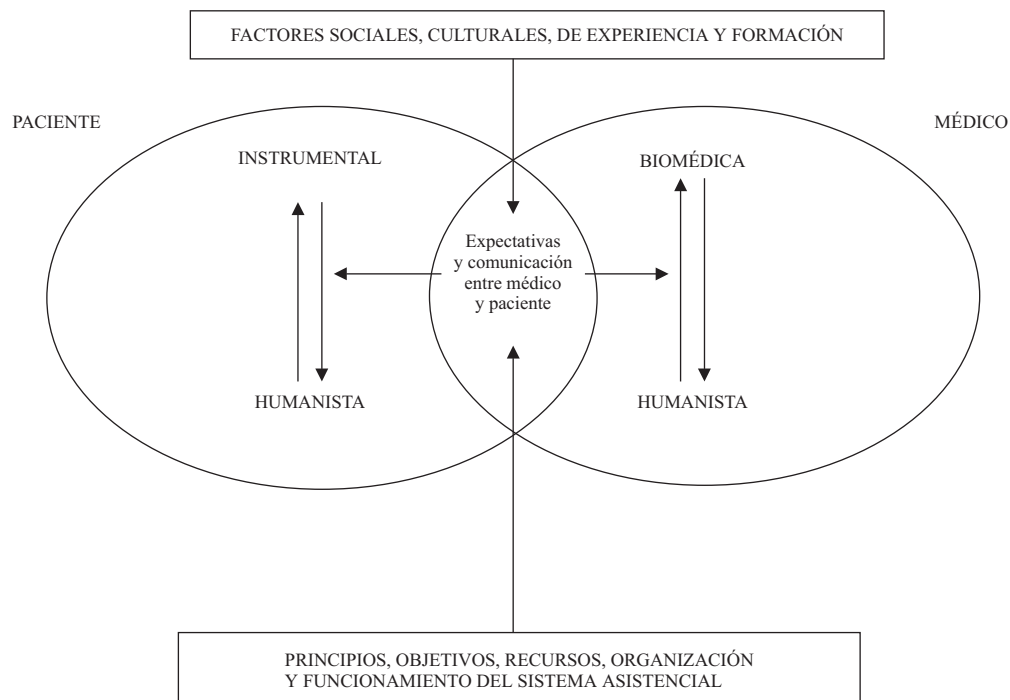 FACTORES SOCIALES, CULTURALES, DE EXPERIENCIA Y FORMACIÓN
PACIENTE
MÉDICO
INSTRUMENTAL
BIOMÉDICA
Expectativas
y comunicación
entre médico
y paciente
HUMANISTA
HUMANISTA
PRINCIPIOS, OBJETIVOS, RECURSOS, ORGANIZACIÓN
Y FUNCIONAMIENTO DEL SISTEMA ASISTENCIAL